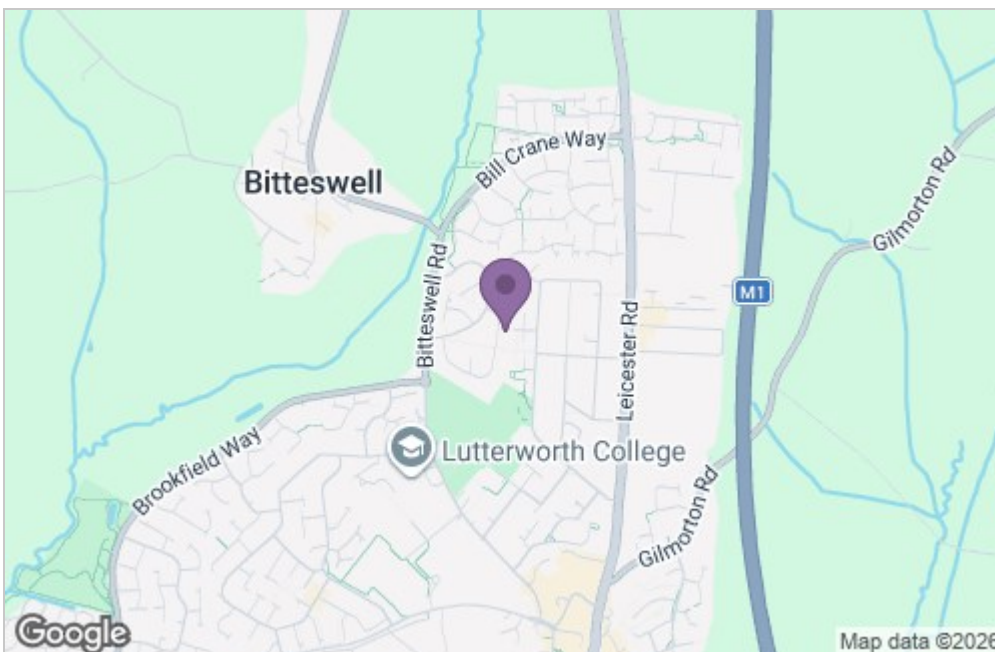 Bill Crane Way
Bitteswell
Gilmorton Rd
Bitteswell Rd
M1
Leicester Rd
Brookfield Way
Lutterworth College
Gilmorton Rd
Google
Map data ©2026